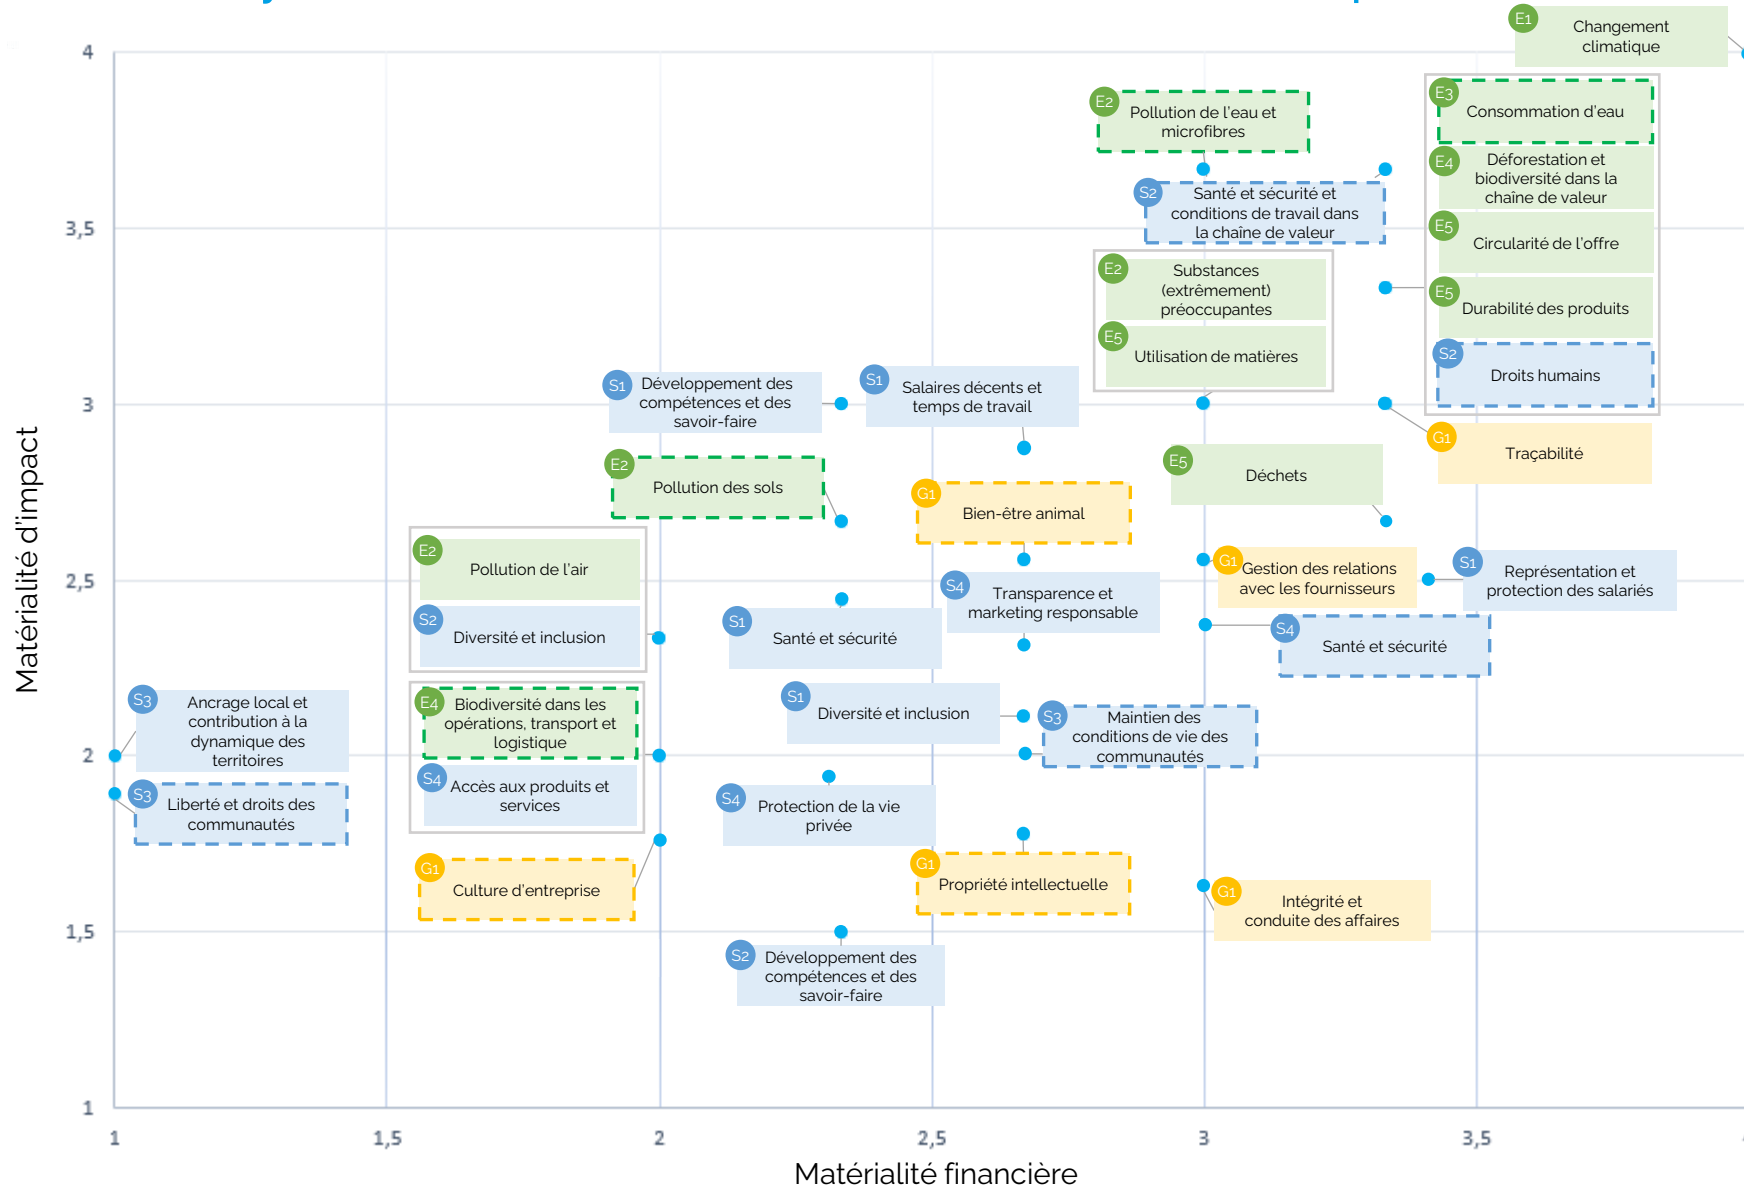 E1
Changement
climatique
4
E3
Consommation d'eau
E2
Pollution de l'eau et
microfibres
E4
Déforestation et
biodiversité dans la
chaîne de valeur
S2
Santé et sécurité et
conditions de travail dans
la chaîne de valeur
3,5
E5
Circularité de l'offre
E2
Substances
(extrêmement)
préoccupantes
E5
Durabilité des produits
E5
Utilisation de matières
S2
Droits humains
S1
Développement des
compétences et des
savoir-faire
S1
Salaires décents et
temps de travail
3
G1
Traçabilité
E2
Pollution des sols
E5
Déchets
G1
Bien-être animal
E2
Pollution de l'air
2,5
S4
Transparence et
marketing responsable
G1
Gestion des relations
avec les fournisseurs
S1
Représentation et
protection des salariés
S2
Diversité et inclusion
S1
Santé et sécurité
S4
Santé et sécurité
S3
Ancrage local et
contribution à la
dynamique des
territoires
E4
Biodiversité dans les
opérations, transport et
logistique
S1
Diversité et inclusion
S3
Maintien des
conditions de vie des
communautés
2
S3
Liberté et droits des
communautés
S4
Accès aux produits et
services
S4
Protection de la vie
privée
G1
Culture d'entreprise
G1
Propriété intellectuelle
G1
Intégrité et
conduite des affaires
1,5
S2
Développement des
compétences et des
savoir-faire
1
Matérialité d'impact
1
1,5
2
2,5
3
3,5
Matérialité financière